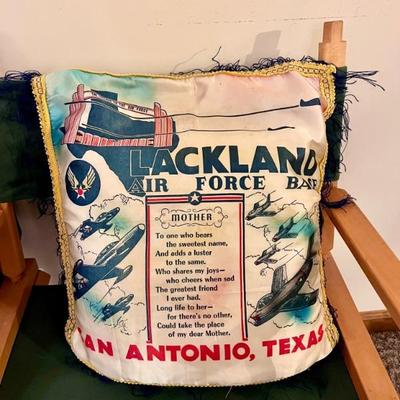 AIR FORCE
LACKLAND
AIR FORCE BASE
MOTHER
To one who bears
the sweetest name,
And adds a luster
to the same.
Who shares my joys—
who cheers when sad
The greatest friend
I ever had.
Long life to her—
for there's no other,
Could take the place
of my dear Mother.
SAN ANTONIO, TEXAS